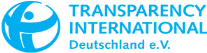 TRANSPARENCY
INTERNATIONAL
Deutschland e.V.